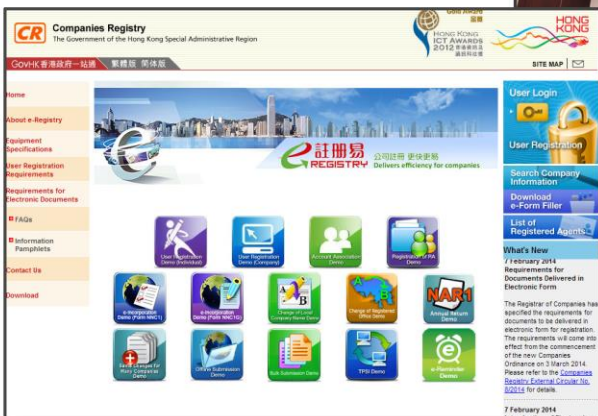 CR
Companies Registry
The Government of the Hong Kong Special Administrative Region
Gold Award
HONG KONG
ICT AWARDS
2012
HONG
KONG
GovHK 香港政府一站通
繁體版 简体版
SITE MAP
Home
About e-Registry
Equipment
Specifications
User Registration
Requirements
Requirements for
Electronic Documents
FAQs
Information
Pamphlets
Contact Us
Download
註冊易
REGISTRY
公司註冊 更快更易
Delivers efficiency for companies
User Registration
Demo (Individual)
User Registration
Demo (Company)
Account Association
Demo
Registration of RA
Demo
e-Incorporation
Demo (Form NNC1)
e-Incorporation
Demo (Form NNC1G)
A
B
Change of Local
Company Name Demo
Change of Registered
Office Demo
NAR1
Annual Return
Demo
Same Changes For
Many Companies
Demo
Offline Submission
Demo
Bulk Submission Demo
TPSI Demo
e-Reminder
Demo
User Login
User Registration
Search Company
Information
Download
e-Form Filler
List of
Registered Agents
What's New
7 February 2014
Requirements for
Documents Delivered in
Electronic Form
The Registrar of Companies has
specified the requirements for
documents to be delivered in
electronic form for registration.
The requirements will come into
effect from the commencement
of the new Companies
Ordinance on 3 March 2014.
Please refer to the Companies
Registry External Circular No.
8/2014 for details.
7 February 2014